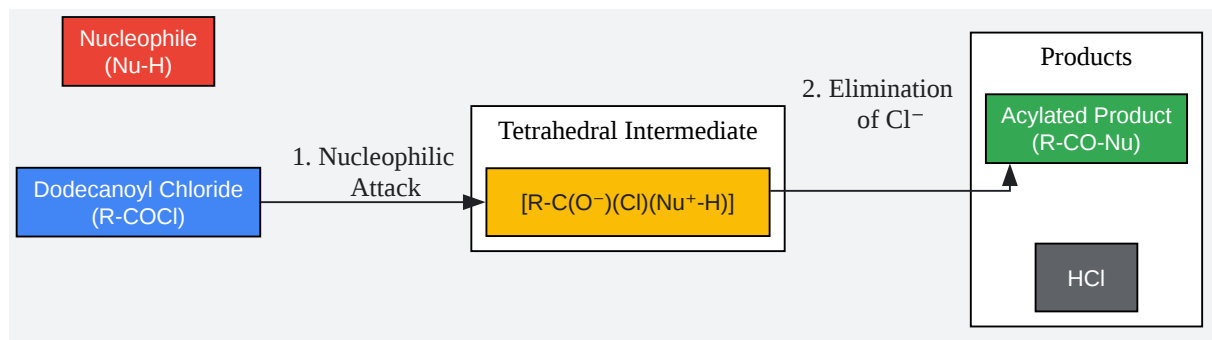 Nucleophile
(Nu-H)
Dodecanoyl Chloride
(R-COCl)
1. Nucleophilic
Attack
Tetrahedral Intermediate
[R-C(O⁻)(Cl)(Nu⁺-H)]
2. Elimination
of Cl⁻
Products
Acylated Product
(R-CO-Nu)
HCl